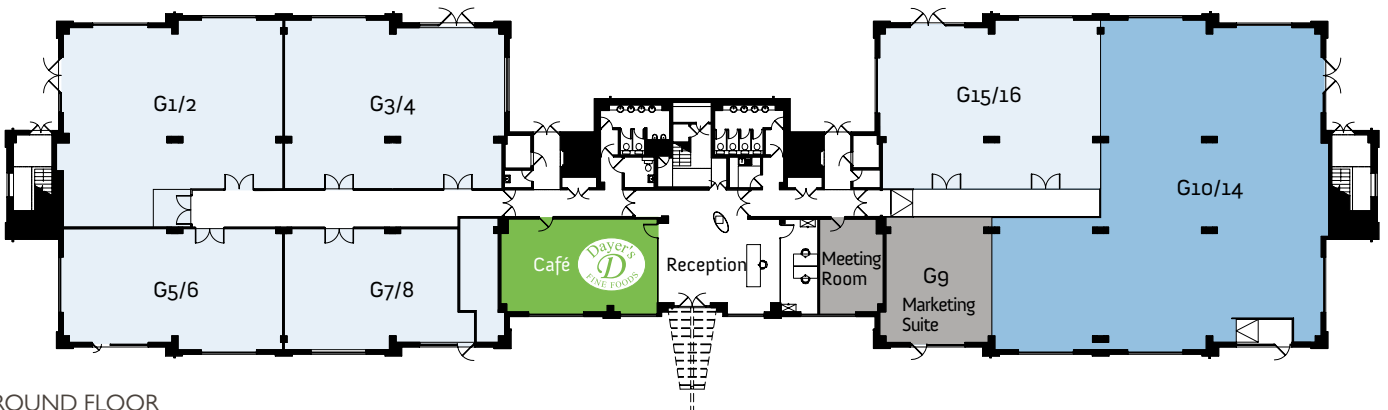 G1/2
G3/4
G15/16
G10/14
Café
Dayer's
D
FINE FOODS
Reception
Meeting
Room
G9
Marketing
Suite
G5/6
G7/8
ROUND FLOOR